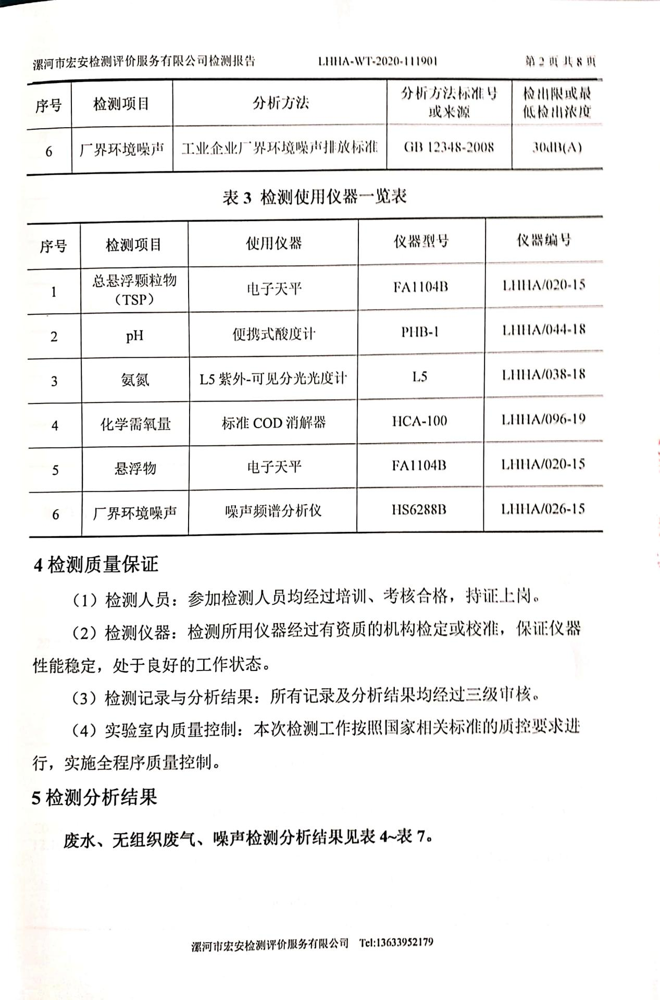 漯河市宏安检测评价服务有限公司检测报告 LHHA-WT-2020-111901 第 2 页 共 8 页
序号 检测项目 分析方法 分析方法标准号或来源 检出限或最低检出浓度
6 厂界环境噪声 工业企业厂界环境噪声排放标准 GB 12348-2008 30dB(A)
表 3 检测使用仪器一览表
序号 检测项目 使用仪器 仪器型号 仪器编号
1 总悬浮颗粒物（TSP） 电子天平 FA1104B LHHA/020-15
2 pH 便携式酸度计 PHB-1 LHHA/044-18
3 氨氮 L5 紫外-可见分光光度计 L5 LHHA/038-18
4 化学需氧量 标准 COD 消解器 HCA-100 LHHA/096-19
5 悬浮物 电子天平 FA1104B LHHA/020-15
6 厂界环境噪声 噪声频谱分析仪 HS6288B LHHA/026-15
4 检测质量保证
（1）检测人员：参加检测人员均经过培训、考核合格，持证上岗。
（2）检测仪器：检测所用仪器经过有资质的机构检定或校准，保证仪器
性能稳定，处于良好的工作状态。
（3）检测记录与分析结果：所有记录及分析结果均经过三级审核。
（4）实验室内质量控制：本次检测工作按照国家相关标准的质控要求进
行，实施全程序质量控制。
5 检测分析结果
废水、无组织废气、噪声检测分析结果见表 4~表 7。
漯河市宏安检测评价服务有限公司 Tel:13633952179